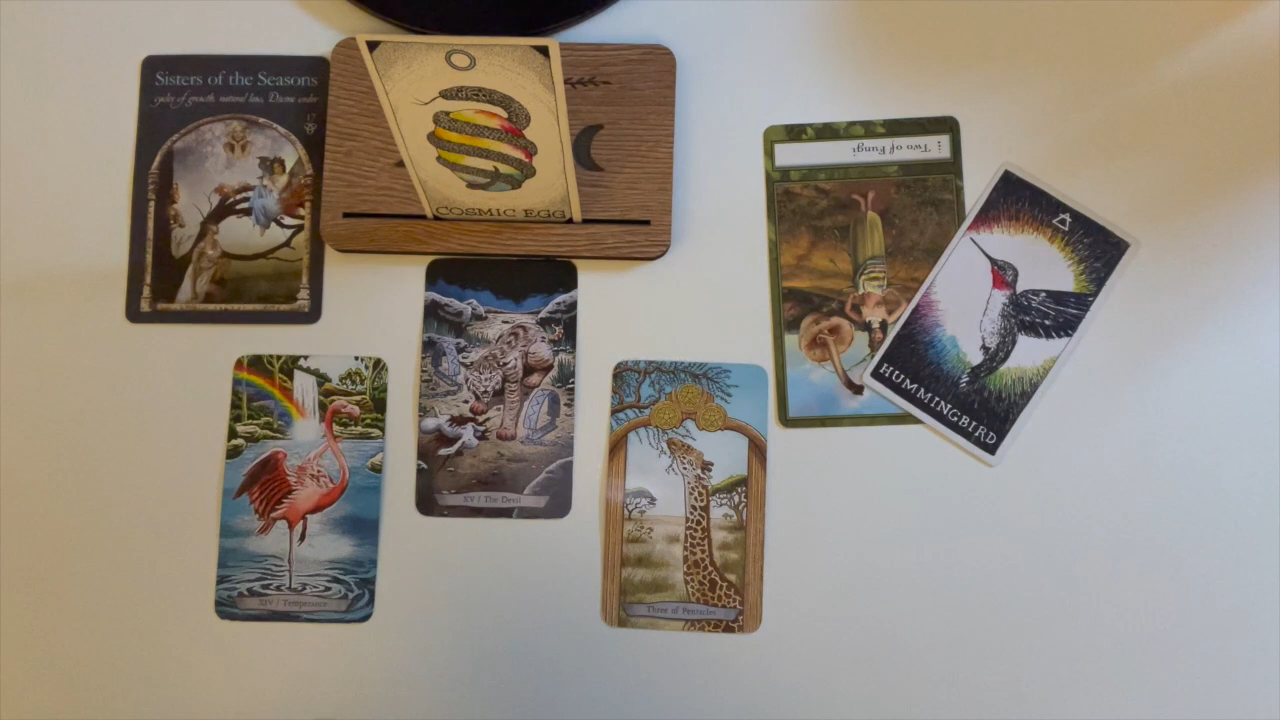 Sisters of the Seasons
cycles of growth, natural laws, Divine order
17
COSMIC EGG
Two of Fungi
HUMMINGBIRD
XV / The Devil
XIV / Temperance
Three of Pentacles